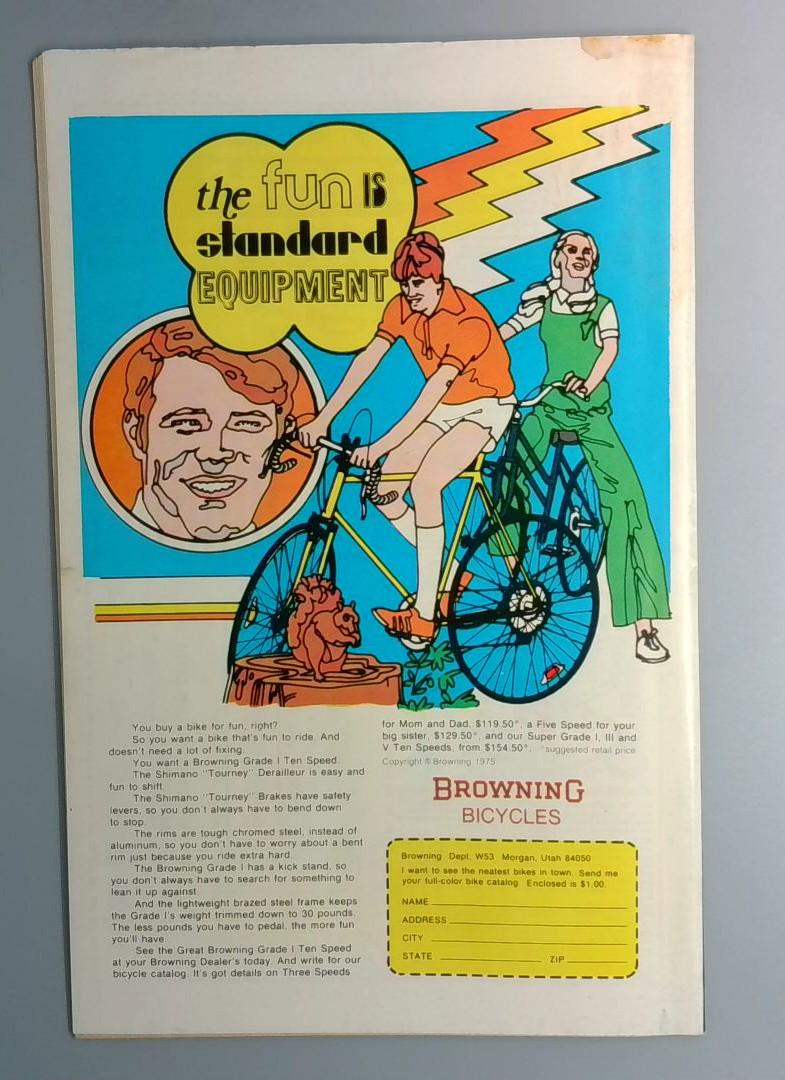 the fun IS
standard
EQUIPMENT
You buy a bike for fun, right?
So you want a bike that's fun to ride. And
doesn't need a lot of fixing.
You want a Browning Grade I Ten Speed.
The Shimano "Tourney" Derailleur is easy and
fun to shift.
The Shimano "Tourney" Brakes have safety
levers, so you don't always have to bend down
to stop.
The rims are tough chromed steel, instead of
aluminum, so you don't have to worry about a bent
rim just because you ride extra hard.
The Browning Grade I has a kick stand, so
you don't always have to search for something to
lean it up against.
And the lightweight brazed steel frame keeps
the Grade I's weight trimmed down to 30 pounds.
The less pounds you have to pedal, the more fun
you'll have.
See the Great Browning Grade I Ten Speed
at your Browning Dealer's today. And write for our
bicycle catalog. It's got details on Three Speeds
for Mom and Dad, $119.50*, a Five Speed for your
big sister, $129.50*, and our Super Grade I, III and
V Ten Speeds, from $154.50*. *suggested retail price
Copyright © Browning 1975
BROWNING
BICYCLES
Browning Dept. W53 Morgan, Utah 84050
I want to see the neatest bikes in town. Send me
your full-color bike catalog. Enclosed is $1.00.
NAME
ADDRESS
CITY
STATE ZIP